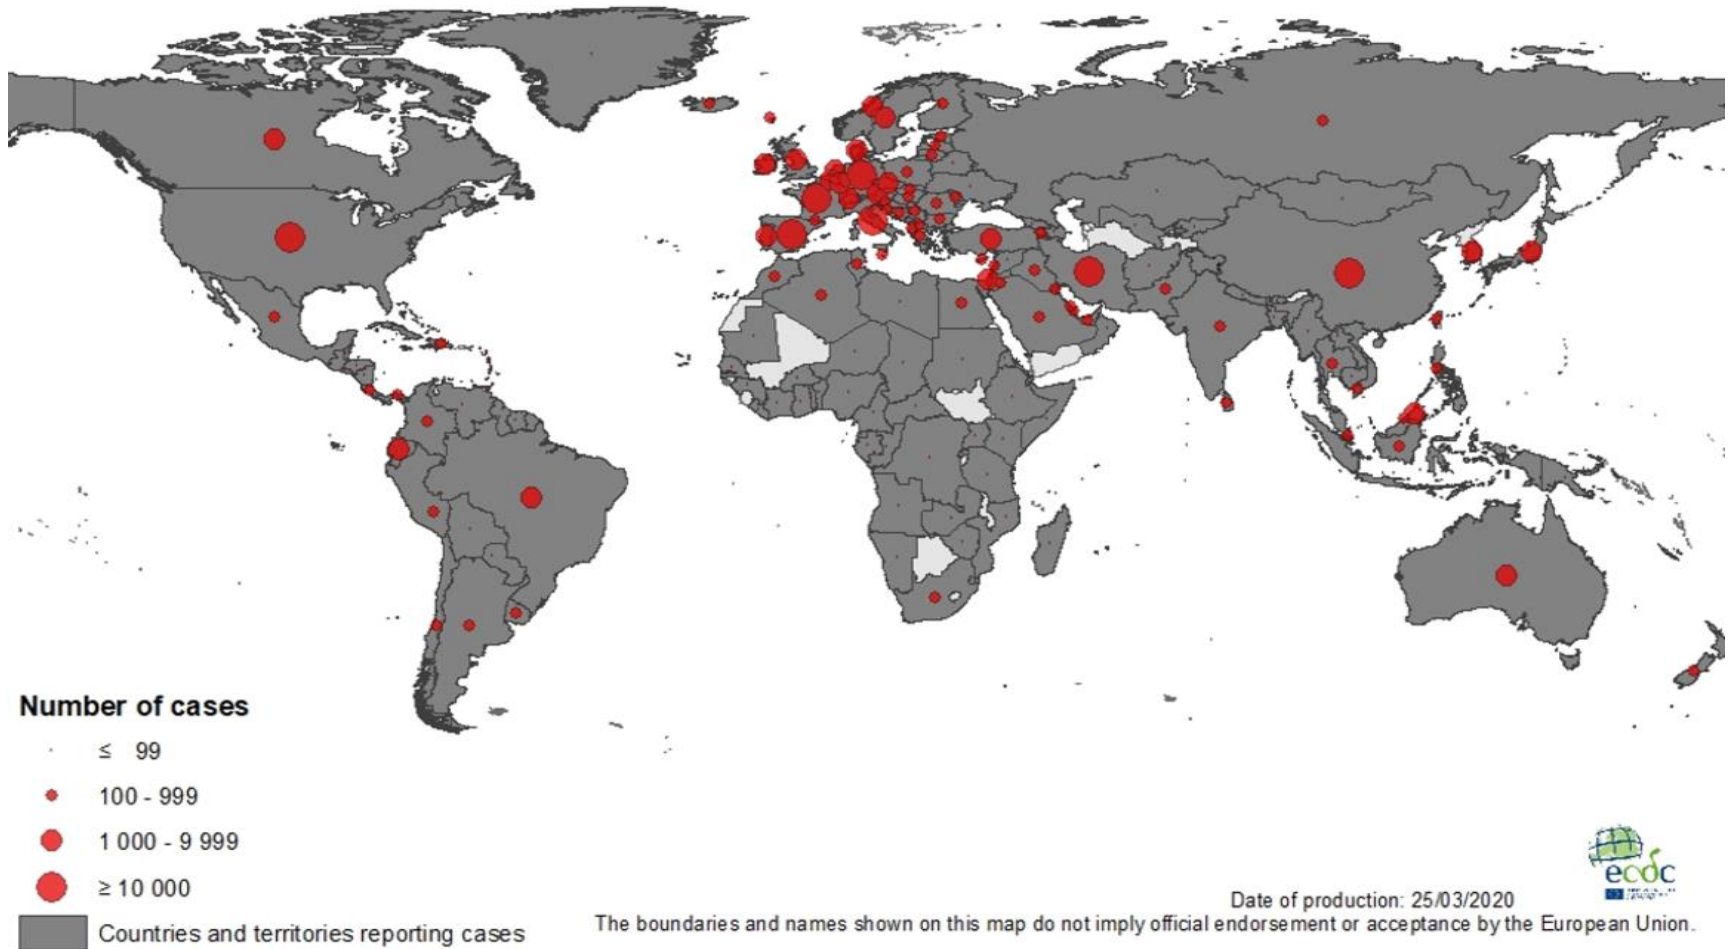 Number of cases
≤ 99
100 - 999
1 000 - 9 999
≥ 10 000
Countries and territories reporting cases
ecdc
Date of production: 25/03/2020
The boundaries and names shown on this map do not imply official endorsement or acceptance by the European Union.